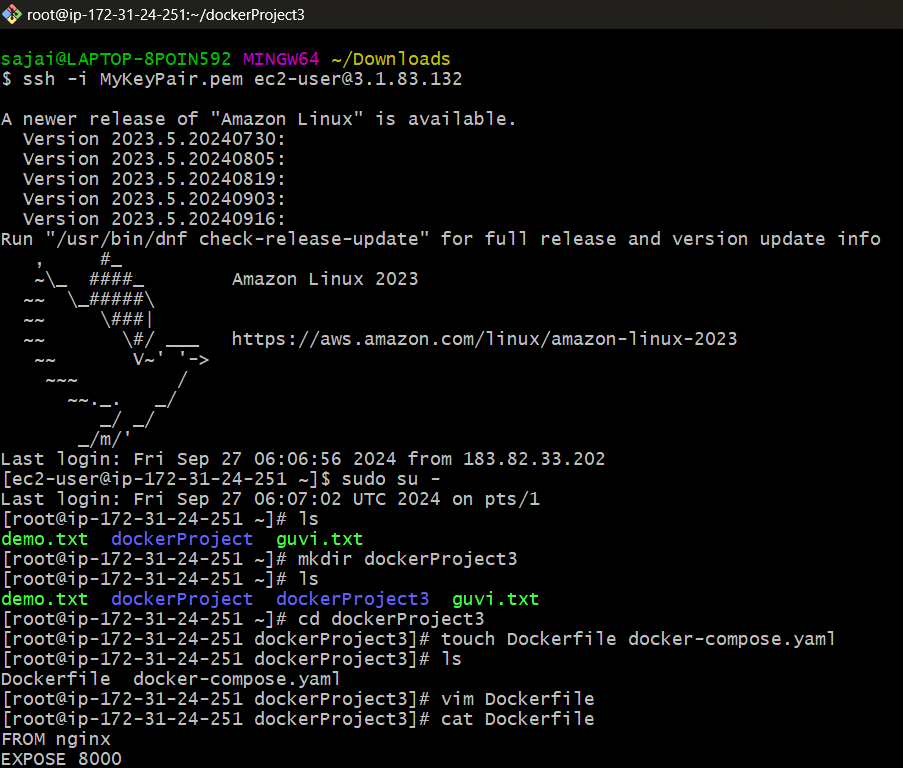 root@ip-172-31-24-251:~/dockerProject3
sajai@LAPTOP-8POIN592 MINGW64 ~/Downloads
$ ssh -i MyKeyPair.pem ec2-user@3.1.83.132
A newer release of "Amazon Linux" is available.
  Version 2023.5.20240730:
  Version 2023.5.20240805:
  Version 2023.5.20240819:
  Version 2023.5.20240903:
  Version 2023.5.20240916:
Run "/usr/bin/dnf check-release-update" for full release and version update info
   ,     #_
   ~\_  ####_        Amazon Linux 2023
  ~~  \_#####\
  ~~     \###|
  ~~       \#/ ___   https://aws.amazon.com/linux/amazon-linux-2023
   ~~       V~' '->
    ~~~         /
      ~~._.   _/
         _/ _/
       _/m/'
Last login: Fri Sep 27 06:06:56 2024 from 183.82.33.202
[ec2-user@ip-172-31-24-251 ~]$ sudo su -
Last login: Fri Sep 27 06:07:02 UTC 2024 on pts/1
[root@ip-172-31-24-251 ~]# ls
demo.txt  dockerProject  guvi.txt
[root@ip-172-31-24-251 ~]# mkdir dockerProject3
[root@ip-172-31-24-251 ~]# ls
demo.txt  dockerProject  dockerProject3  guvi.txt
[root@ip-172-31-24-251 ~]# cd dockerProject3
[root@ip-172-31-24-251 dockerProject3]# touch Dockerfile docker-compose.yaml
[root@ip-172-31-24-251 dockerProject3]# ls
Dockerfile  docker-compose.yaml
[root@ip-172-31-24-251 dockerProject3]# vim Dockerfile
[root@ip-172-31-24-251 dockerProject3]# cat Dockerfile
FROM nginx
EXPOSE 8000